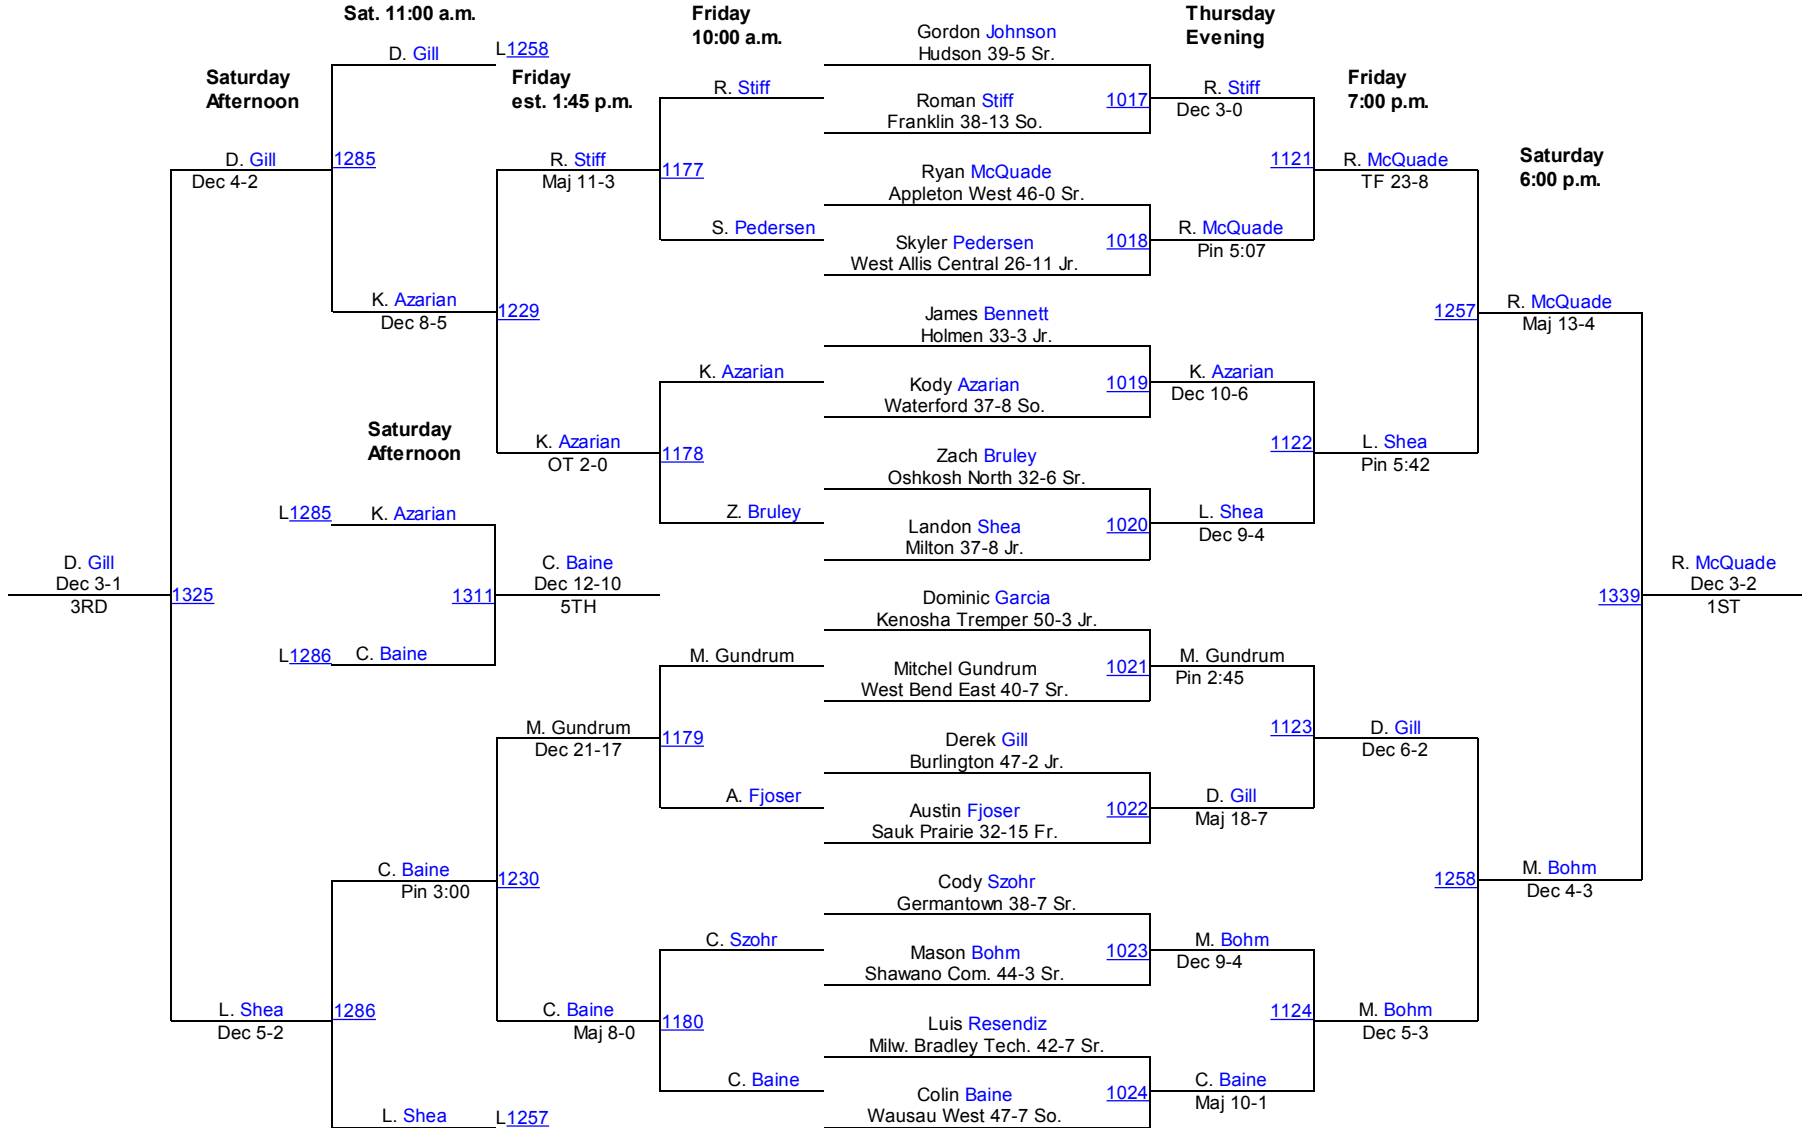 Sat. 11:00 a.m.
D. Gill
L1258
Saturday
Afternoon
Friday
est. 1:45 p.m.
Friday
10:00 a.m.
Gordon Johnson
Hudson 39-5 Sr.
Thursday
Evening
R. Stiff
Roman Stiff
Franklin 38-13 So.
1017
R. Stiff
Dec 3-0
Friday
7:00 p.m.
D. Gill
Dec 4-2
1285
R. Stiff
Maj 11-3
1177
Ryan McQuade
Appleton West 46-0 Sr.
1121
R. McQuade
TF 23-8
Saturday
6:00 p.m.
S. Pedersen
Skyler Pedersen
West Allis Central 26-11 Jr.
1018
R. McQuade
Pin 5:07
K. Azarian
Dec 8-5
1229
James Bennett
Holmen 33-3 Jr.
1257
R. McQuade
Maj 13-4
K. Azarian
Kody Azarian
Waterford 37-8 So.
1019
K. Azarian
Dec 10-6
Saturday
Afternoon
K. Azarian
OT 2-0
1178
Zach Bruley
Oshkosh North 32-6 Sr.
1122
L. Shea
Pin 5:42
L1285
K. Azarian
Z. Bruley
Landon Shea
Milton 37-8 Jr.
1020
L. Shea
Dec 9-4
D. Gill
Dec 3-1
3RD
1325
1311
C. Baine
Dec 12-10
5TH
Dominic Garcia
Kenosha Tremper 50-3 Jr.
1339
R. McQuade
Dec 3-2
1ST
L1286
C. Baine
M. Gundrum
Mitchel Gundrum
West Bend East 40-7 Sr.
1021
M. Gundrum
Pin 2:45
M. Gundrum
Dec 21-17
1179
Derek Gill
Burlington 47-2 Jr.
1123
D. Gill
Dec 6-2
A. Fjoser
Austin Fjoser
Sauk Prairie 32-15 Fr.
1022
D. Gill
Maj 18-7
C. Baine
Pin 3:00
1230
Cody Szohr
Germantown 38-7 Sr.
1258
M. Bohm
Dec 4-3
C. Szohr
Mason Bohm
Shawano Com. 44-3 Sr.
1023
M. Bohm
Dec 9-4
L. Shea
Dec 5-2
1286
C. Baine
Maj 8-0
1180
Luis Resendiz
Milw. Bradley Tech. 42-7 Sr.
1124
M. Bohm
Dec 5-3
C. Baine
Colin Baine
Wausau West 47-7 So.
1024
C. Baine
Maj 10-1
L. Shea
L1257